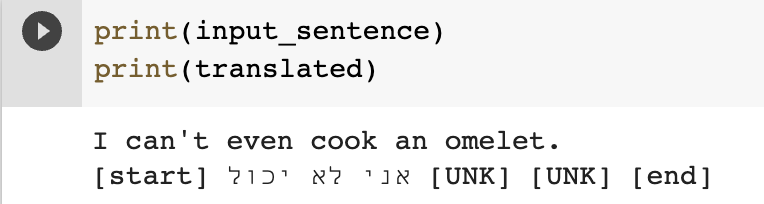 print(input_sentence)
print(translated)
I can't even cook an omelet.
[start] אני לא יכול [UNK] [UNK] [end]